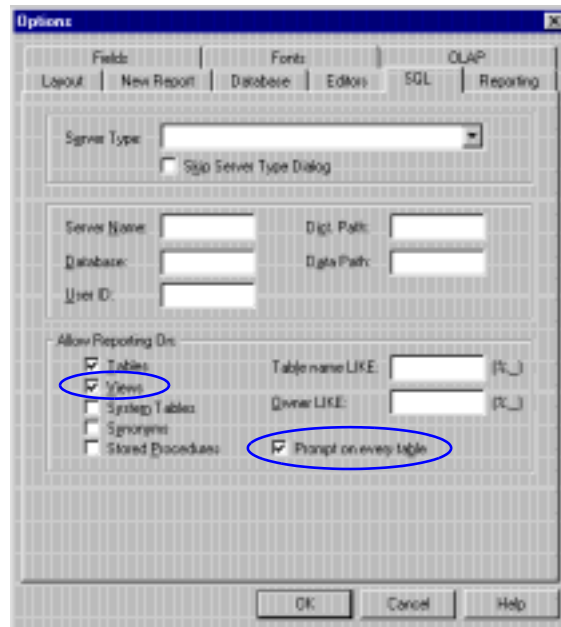 Options
Fields Fonts OLAP
Layout New Report Database Editors SQL Reporting
Server Type:
Skip Server Type Dialog
Server Name: Dict. Path:
Database: Data Path:
User ID:
Allow Reporting On:
Tables Table name LIKE: (%_)
Views
System Tables Owner LIKE: (%_)
Synonyms
Stored Procedures Prompt on every table
OK Cancel Help